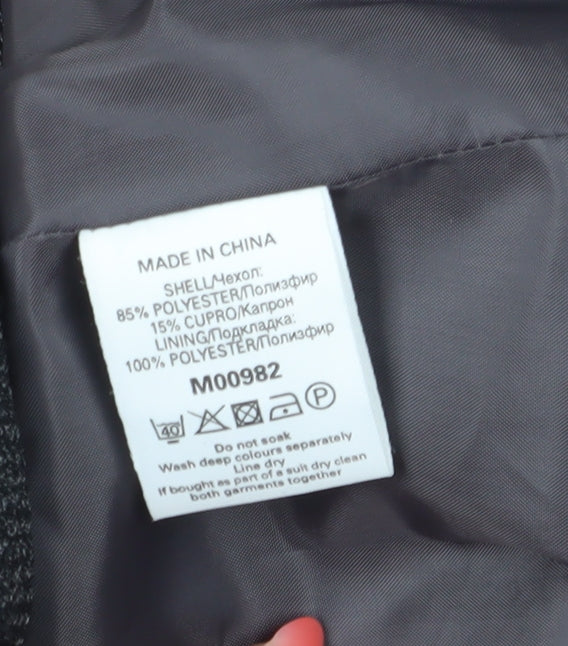 MADE IN CHINA
SHELL/Чехол:
85% POLYESTER/Полизфир
15% CUPRO/Капрон
LINING/Подкладка:
100% POLYESTER/Полизфир
M00982
40 P
Do not soak
Wash deep colours separately
Line dry
If bought as part of a suit dry clean
both garments together